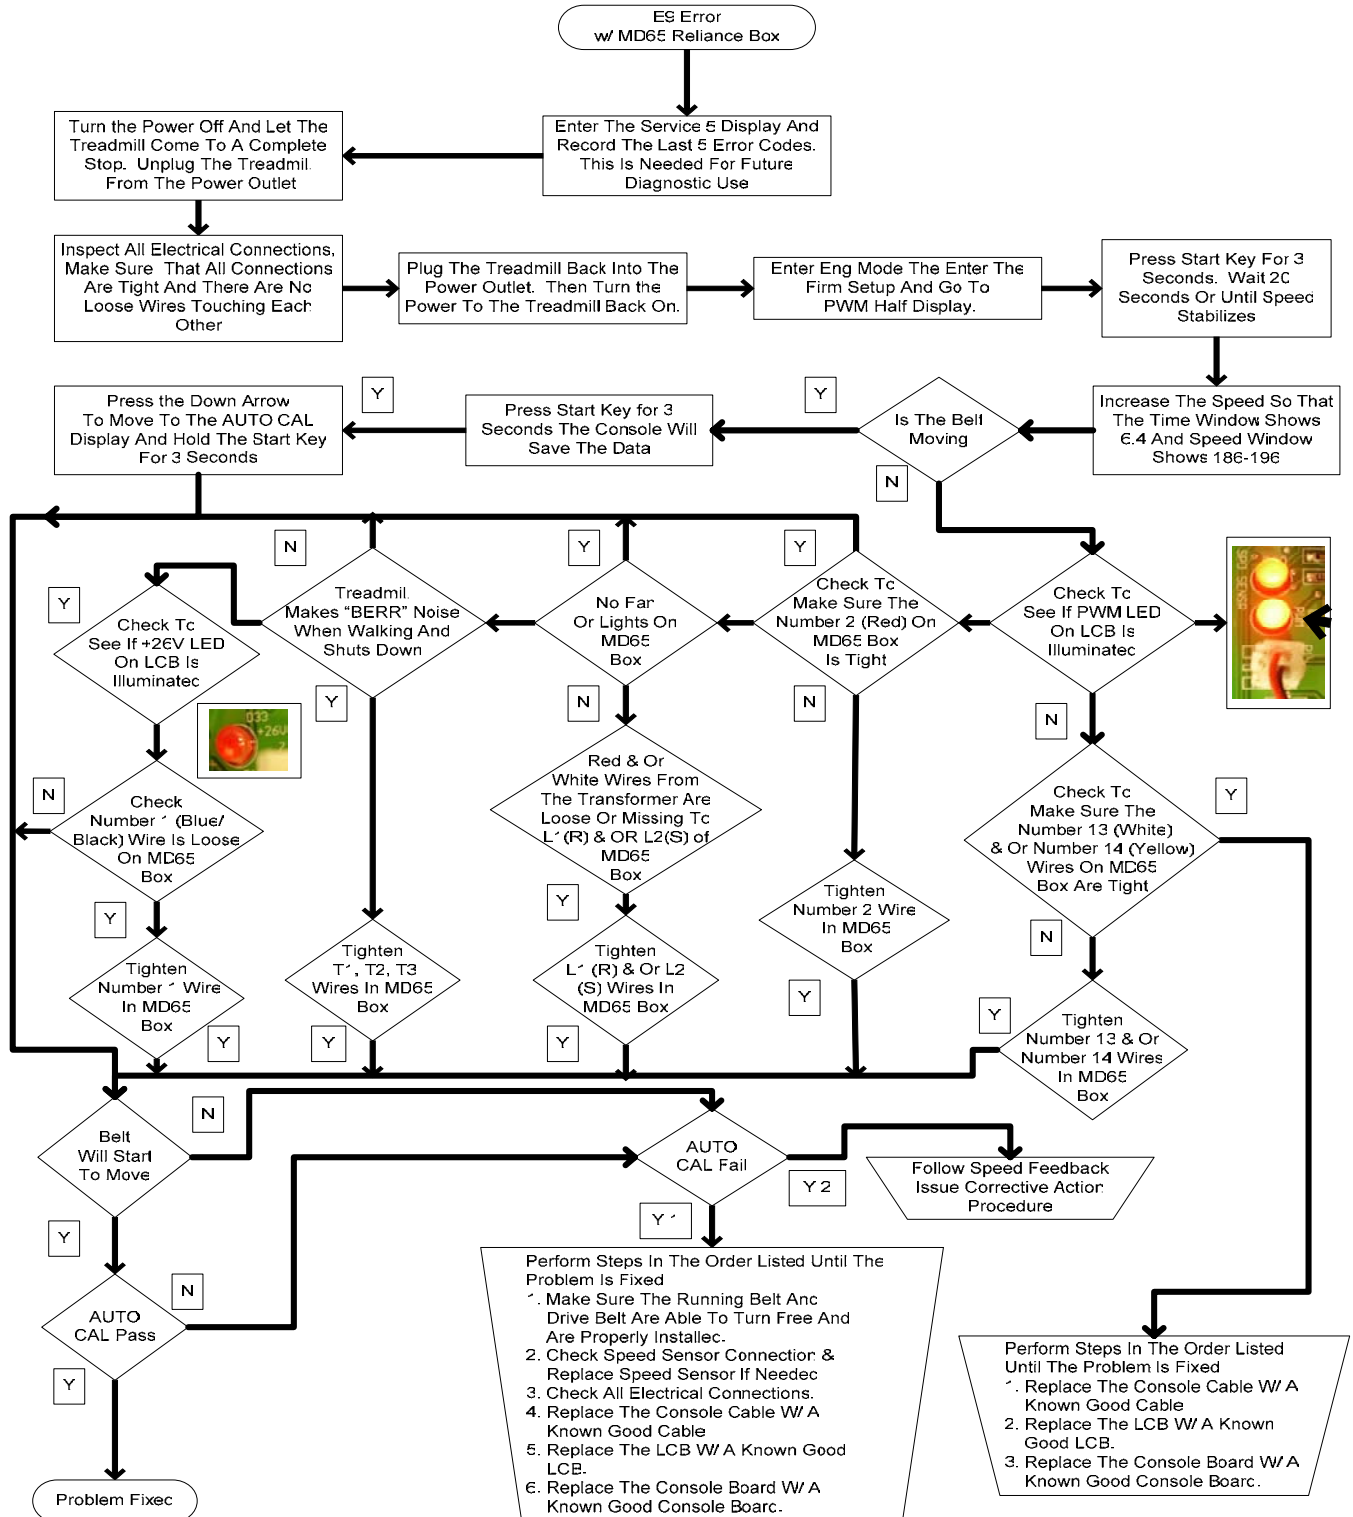 E9 Error
w/ MD65 Reliance Box
Enter The Service 5 Display And
Record The Last 5 Error Codes.
This Is Needed For Future
Diagnostic Use
Turn the Power Off And Let The
Treadmill Come To A Complete
Stop. Unplug The Treadmill
From The Power Outlet
Inspect All Electrical Connections,
Make Sure That All Connections
Are Tight And There Are No
Loose Wires Touching Each
Other
Plug The Treadmill Back Into The
Power Outlet. Then Turn the
Power To The Treadmill Back On.
Enter Eng Mode The Enter The
Firm Setup And Go To
PWM Half Display.
Press Start Key For 3
Seconds. Wait 20
Seconds Or Until Speed
Stabilizes
Increase The Speed So That
The Time Window Shows
6.4 And Speed Window
Shows 186-196
Is The Belt
Moving
Y
N
Press Start Key for 3
Seconds The Console Will
Save The Data
Y
Press the Down Arrow
To Move To The AUTO CAL
Display And Hold The Start Key
For 3 Seconds
Check To
See If PWM LED
On LCB Is
Illuminated
SPD SENSR
N
Y
Check To
Make Sure The
Number 2 (Red) On
MD65 Box
Is Tight
N
Y
No Fan
Or Lights On
MD65
Box
N
N
Treadmill
Makes "BERR" Noise
When Walking And
Shuts Down
Y
Y
Check To
See If +26V LED
On LCB Is
Illuminated
D33
+26V
N
Check
Number 1 (Blue/
Black) Wire Is Loose
On MD65
Box
Y
Tighten
Number 1 Wire
In MD65
Box
Y
Tighten
T1, T2, T3
Wires In MD65
Box
Y
Red & Or
White Wires From
The Transformer Are
Loose Or Missing To
L1(R) & OR L2(S) of
MD65
Box
Y
Tighten
L1 (R) & Or L2
(S) Wires In
MD65 Box
Y
Tighten
Number 2 Wire
In MD65
Box
Y
Check To
Make Sure The
Number 13 (White)
& Or Number 14 (Yellow)
Wires On MD65
Box Are Tight
Y
N
Tighten
Number 13 & Or
Number 14 Wires
In MD65
Box
Y
Belt
Will Start
To Move
N
Y
AUTO
CAL Pass
N
Y
Problem Fixed
AUTO
CAL Fail
Y 2
Y 1
Follow Speed Feedback
Issue Corrective Action
Procedure
Perform Steps In The Order Listed Until The
Problem Is Fixed
1. Make Sure The Running Belt And
Drive Belt Are Able To Turn Free And
Are Properly Installed.
2. Check Speed Sensor Connection &
Replace Speed Sensor If Needed
3. Check All Electrical Connections.
4. Replace The Console Cable W/ A
Known Good Cable
5. Replace The LCB W/ A Known Good
LCB.
6. Replace The Console Board W/ A
Known Good Console Board.
Perform Steps In The Order Listed
Until The Problem Is Fixed
1. Replace The Console Cable W/ A
Known Good Cable
2. Replace The LCB W/ A Known
Good LCB.
3. Replace The Console Board W/ A
Known Good Console Board.